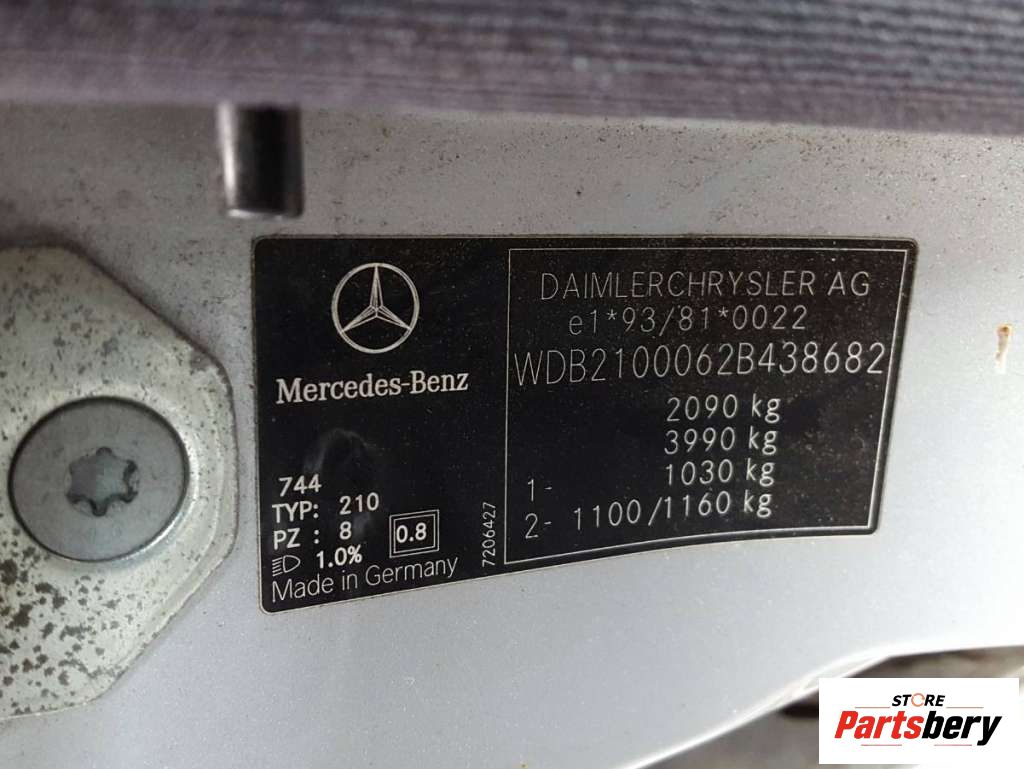 Mercedes-Benz
744
TYP: 210
PZ : 8
0.8
1.0%
Made in Germany
7206427
DAIMLERCHRYSLER AG
e1*93/81*0022
WDB2100062B438682
2090 kg
3990 kg
1- 1030 kg
2- 1100/1160 kg
STORE
Partsbery